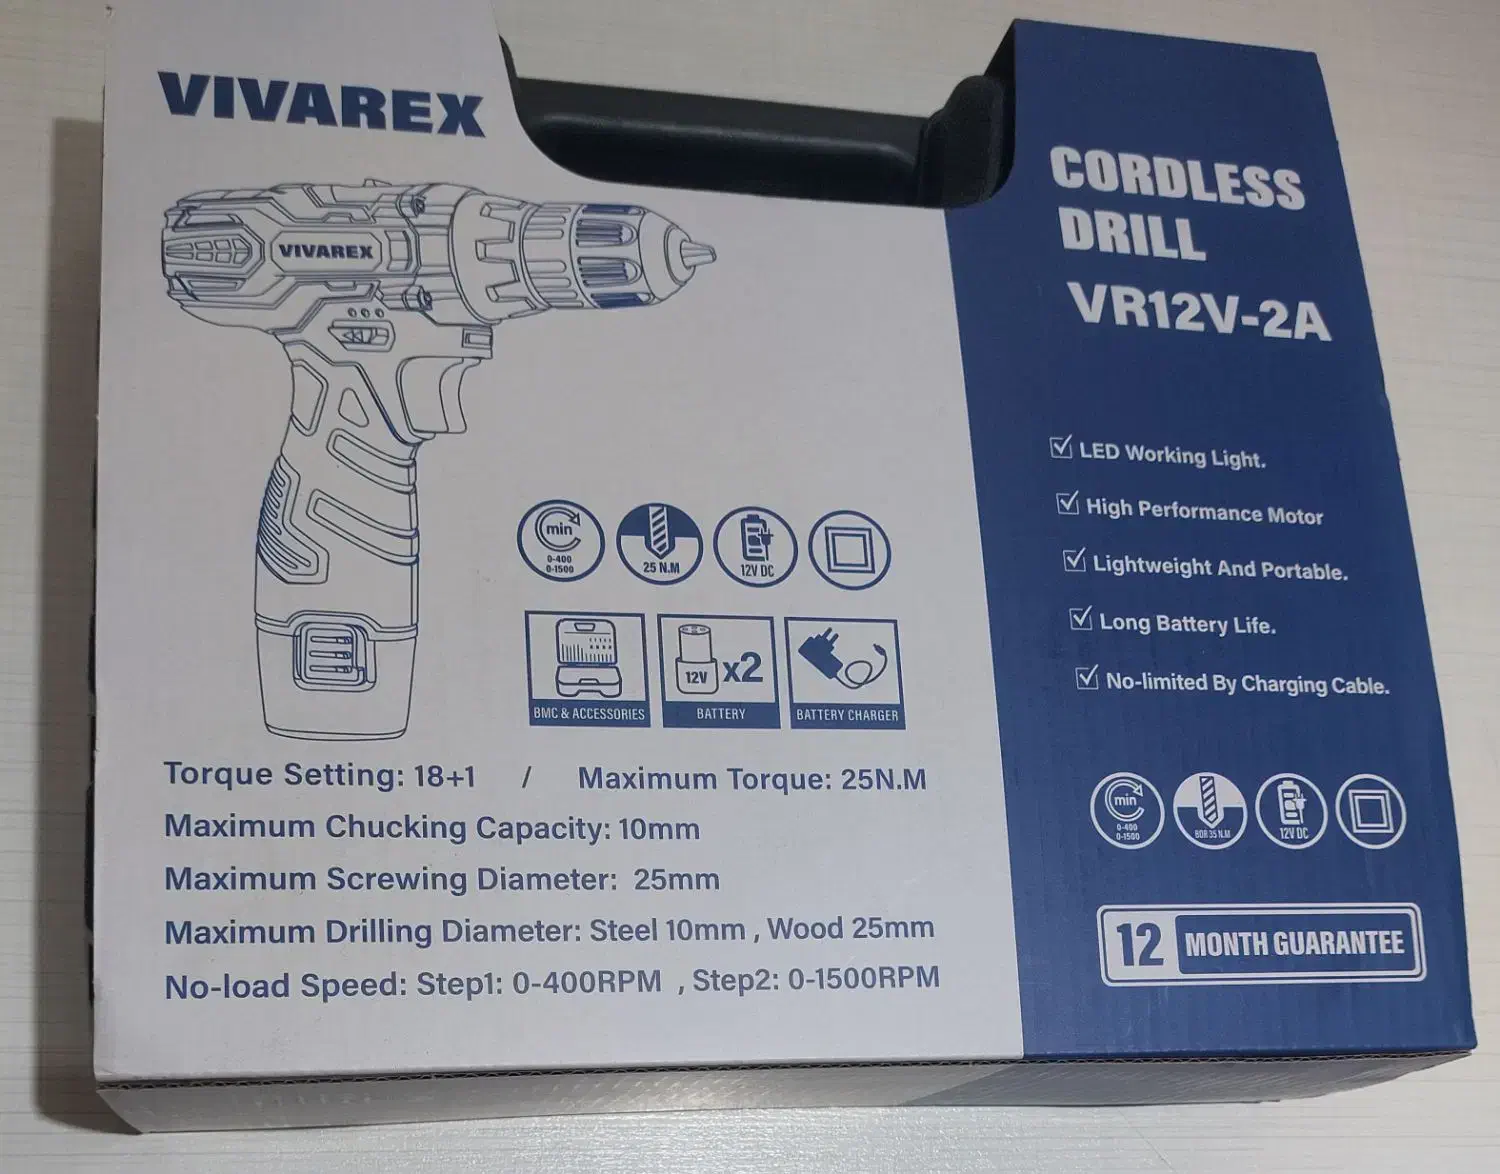 VIVAREX
VIVAREX
min
0-400
0-1500
25 N.M
12V DC
12V
x2
BMC & ACCESSORIES
BATTERY
BATTERY CHARGER
Torque Setting: 18+1 / Maximum Torque: 25N.M
Maximum Chucking Capacity: 10mm
Maximum Screwing Diameter: 25mm
Maximum Drilling Diameter: Steel 10mm , Wood 25mm
No-load Speed: Step1: 0-400RPM , Step2: 0-1500RPM
CORDLESS
DRILL
VR12V-2A
LED Working Light.
High Performance Motor
Lightweight And Portable.
Long Battery Life.
No-limited By Charging Cable.
min
0-400
0-1500
BDR 35 N.M
12V DC
12 MONTH GUARANTEE